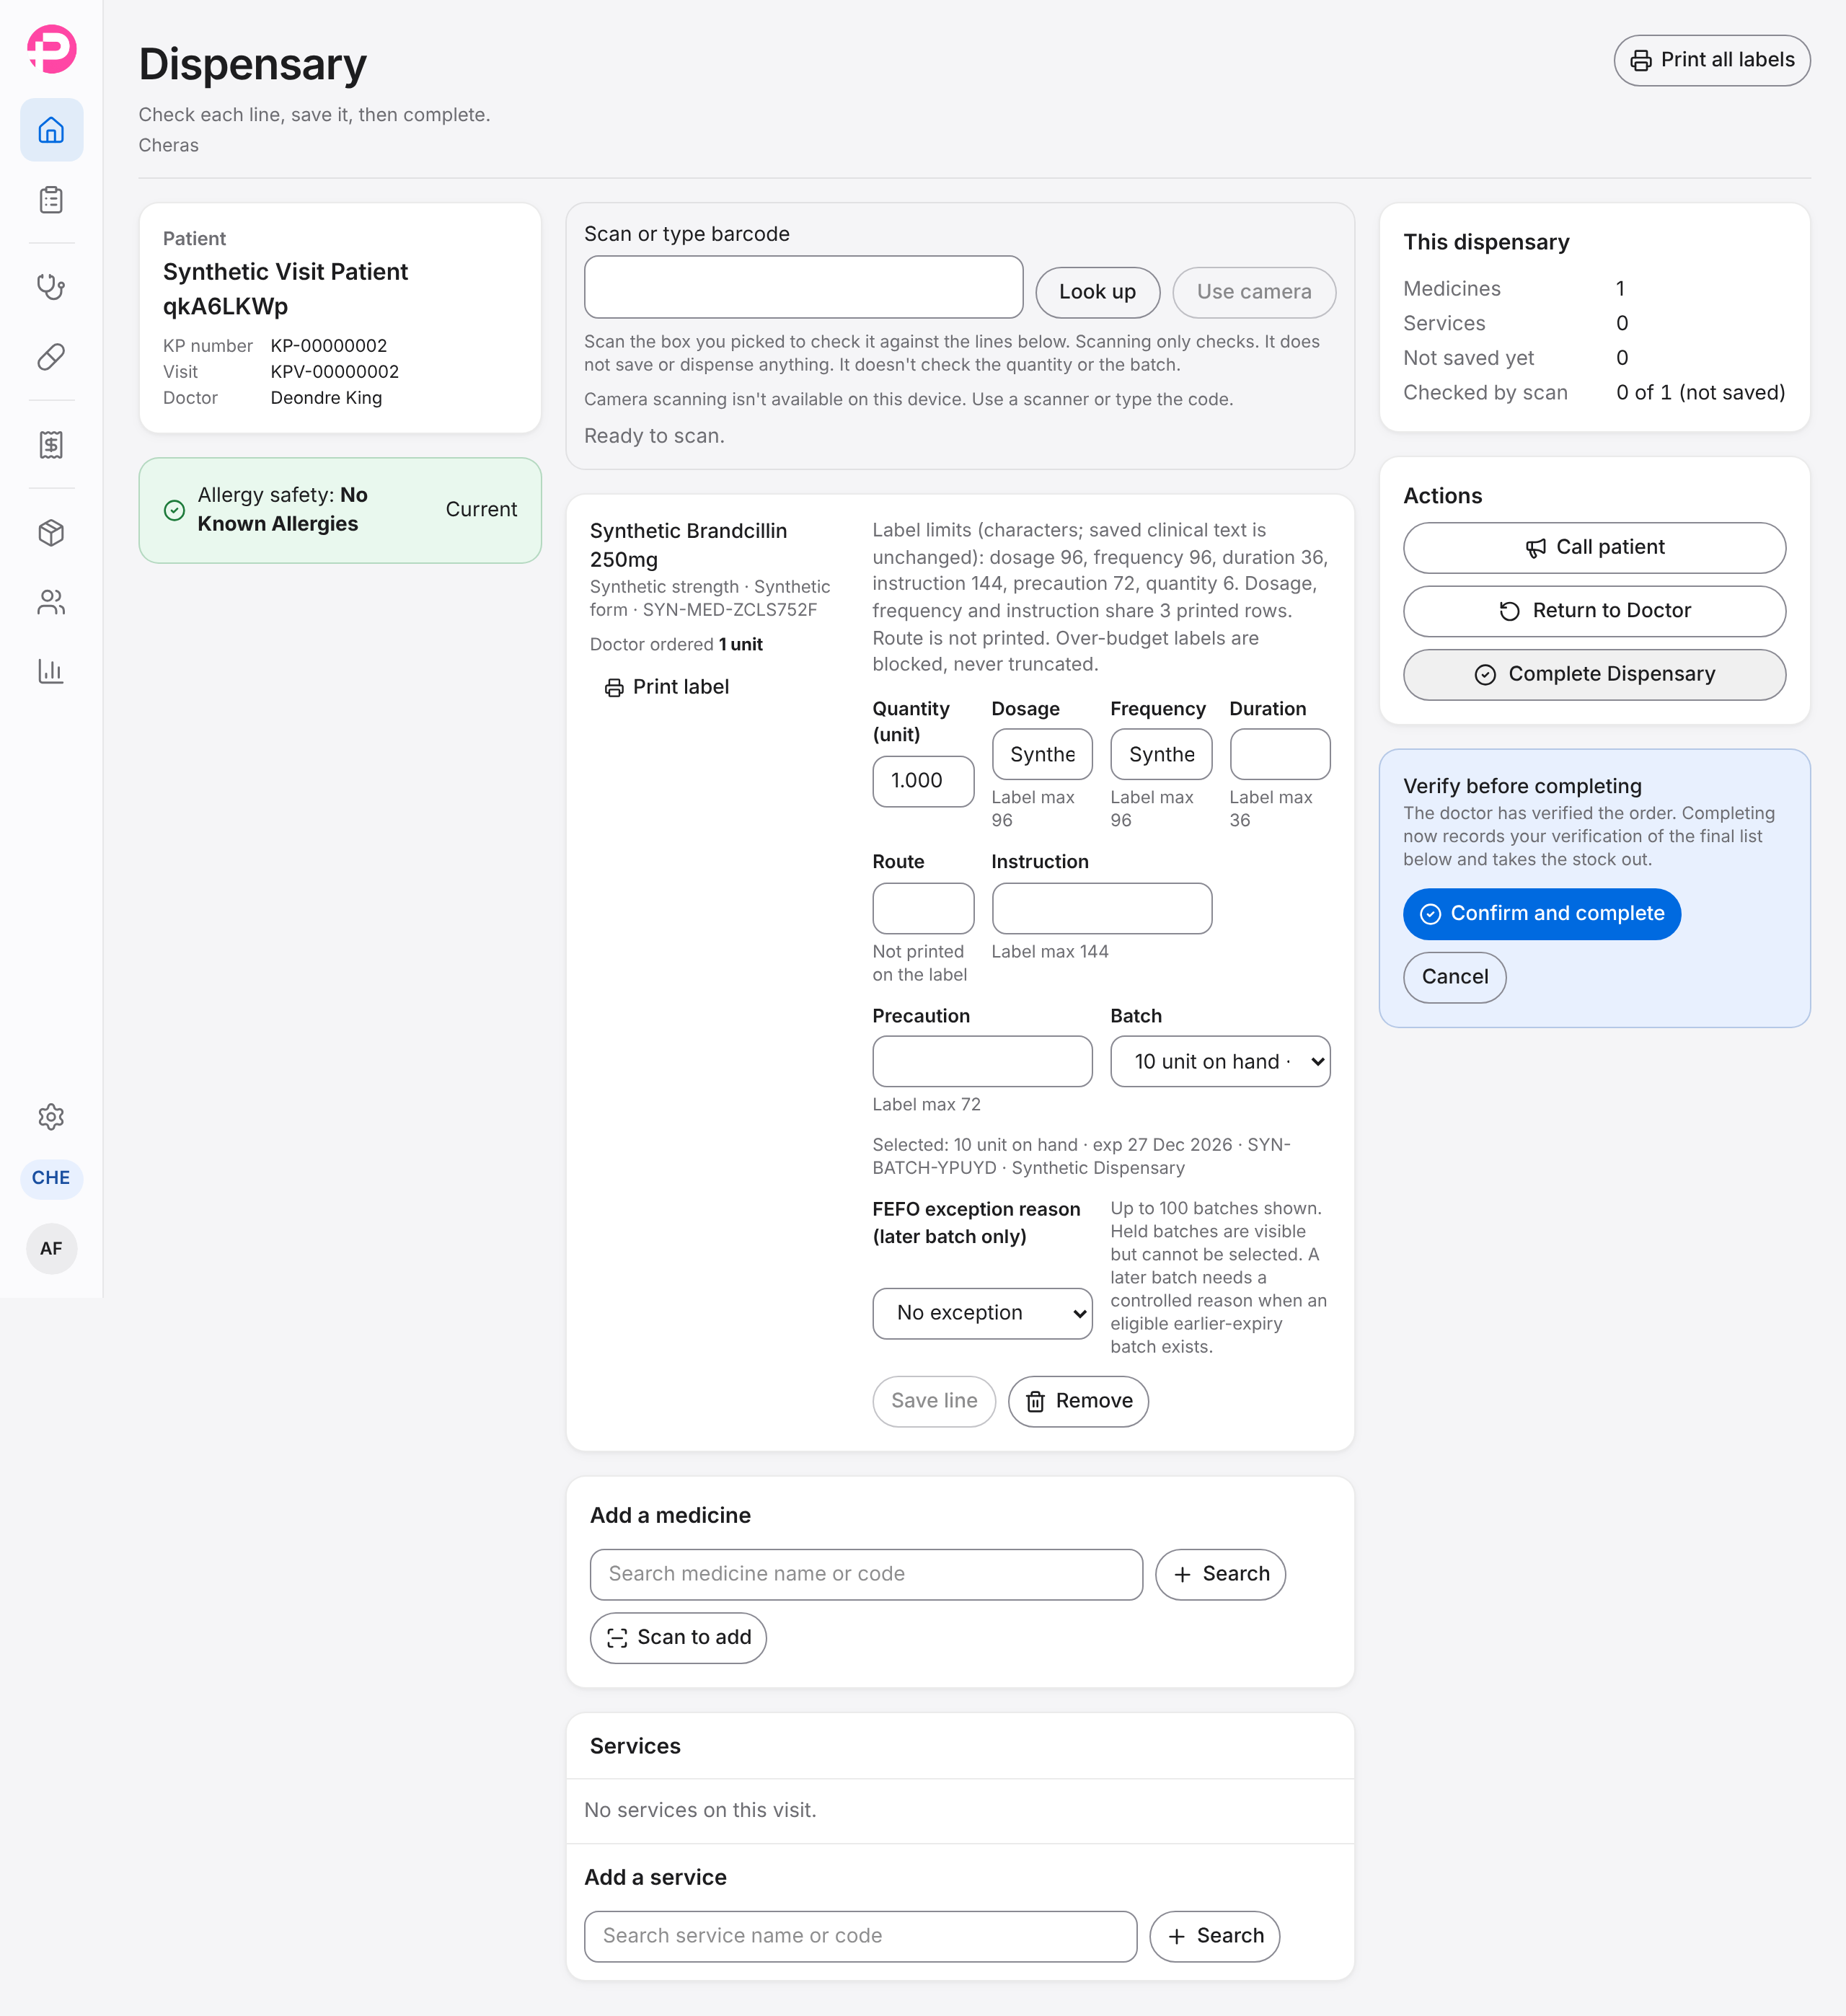 Dispensary
Check each line, save it, then complete.
Cheras
Print all labels
Patient
Synthetic Visit Patient
qkA6LKWp
KP number KP-00000002
Visit KPV-00000002
Doctor Deondre King
Allergy safety: No
Known Allergies
Current
Scan or type barcode
Look up
Use camera
Scan the box you picked to check it against the lines below. Scanning only checks. It does
not save or dispense anything. It doesn't check the quantity or the batch.
Camera scanning isn't available on this device. Use a scanner or type the code.
Ready to scan.
Synthetic Brandcillin
250mg
Synthetic strength · Synthetic
form · SYN-MED-ZCLS752F
Doctor ordered 1 unit
Print label
Label limits (characters; saved clinical text is
unchanged): dosage 96, frequency 96, duration 36,
instruction 144, precaution 72, quantity 6. Dosage,
frequency and instruction share 3 printed rows.
Route is not printed. Over-budget labels are
blocked, never truncated.
Quantity
(unit)
1.000
Dosage
Synthe
Label max
96
Frequency
Synthe
Label max
96
Duration
Label max
36
Route
Not printed
on the label
Instruction
Label max 144
Precaution
Label max 72
Batch
10 unit on hand ·
Selected: 10 unit on hand · exp 27 Dec 2026 · SYN-
BATCH-YPUYD · Synthetic Dispensary
FEFO exception reason
(later batch only)
No exception
Up to 100 batches shown.
Held batches are visible
but cannot be selected. A
later batch needs a
controlled reason when an
eligible earlier-expiry
batch exists.
Save line
Remove
Add a medicine
Search medicine name or code
Search
Scan to add
Services
No services on this visit.
Add a service
Search service name or code
Search
This dispensary
Medicines 1
Services 0
Not saved yet 0
Checked by scan 0 of 1 (not saved)
Actions
Call patient
Return to Doctor
Complete Dispensary
Verify before completing
The doctor has verified the order. Completing
now records your verification of the final list
below and takes the stock out.
Confirm and complete
Cancel
CHE
AF